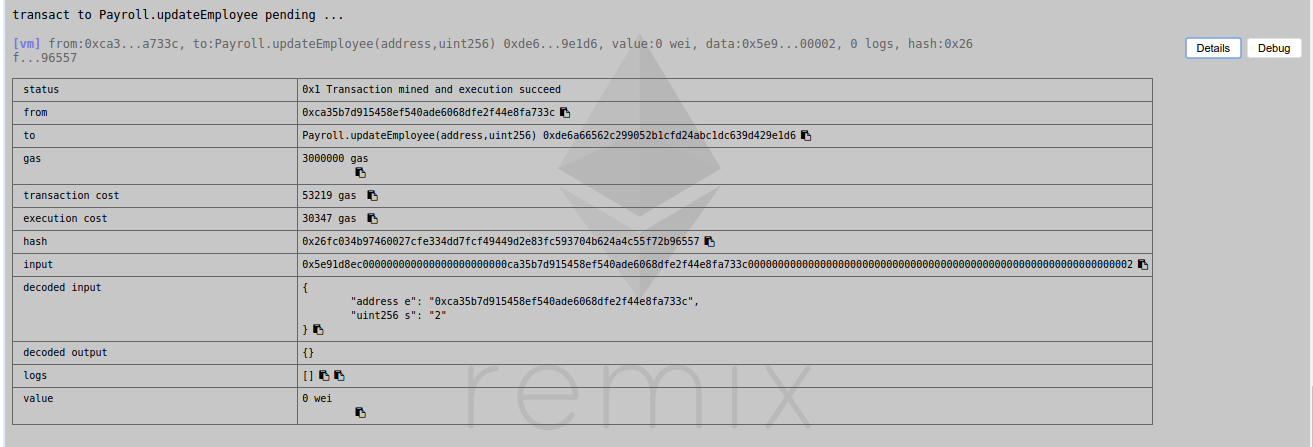 transact to Payroll.updateEmployee pending ...
[vm] from:0xca3...a733c, to:Payroll.updateEmployee(address,uint256) 0xde6...9e1d6, value:0 wei, data:0x5e9...00002, 0 logs, hash:0x26
f...96557
Details Debug
status 0x1 Transaction mined and execution succeed
from 0xca35b7d915458ef540ade6068dfe2f44e8fa733c
to Payroll.updateEmployee(address,uint256) 0xde6a66562c299052b1cfd24abc1dc639d429e1d6
gas 3000000 gas
transaction cost 53219 gas
execution cost 30347 gas
hash 0x26fc034b97460027cfe334dd7fcf49449d2e83fc593704b624a4c55f72b96557
input 0x5e91d8ec000000000000000000000000ca35b7d915458ef540ade6068dfe2f44e8fa733c0000000000000000000000000000000000000000000000000000000000000002
decoded input {
"address e": "0xca35b7d915458ef540ade6068dfe2f44e8fa733c",
"uint256 s": "2"
}
decoded output {}
logs []
value 0 wei
remix